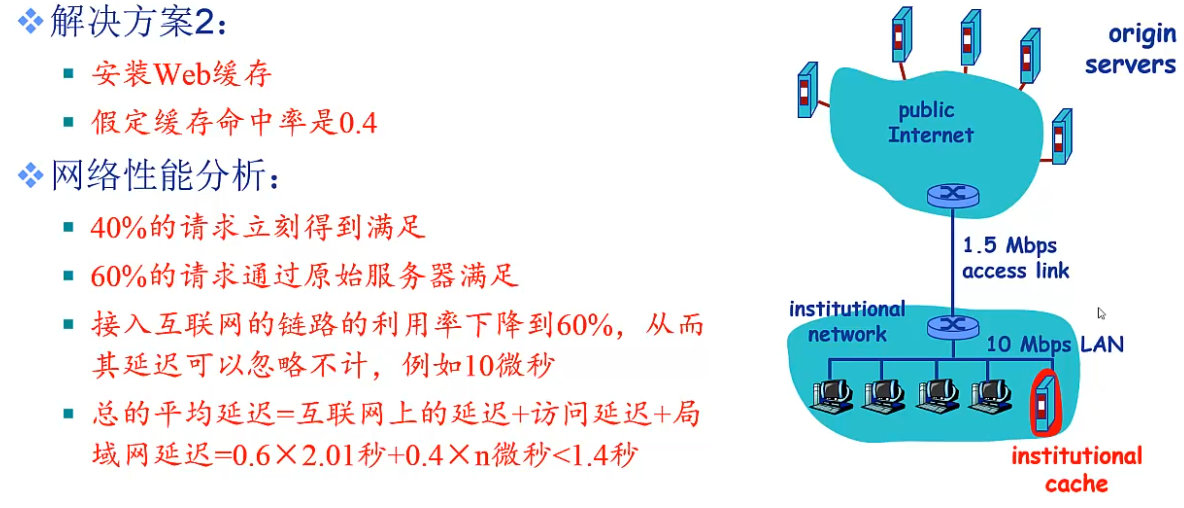 解决方案2：
安装Web缓存
假定缓存命中率是0.4
网络性能分析：
40%的请求立刻得到满足
60%的请求通过原始服务器满足
接入互联网的链路的利用率下降到60%，从而
其延迟可以忽略不计，例如10微秒
总的平均延迟=互联网上的延迟+访问延迟+局
域网延迟=0.6×2.01秒+0.4×n微秒<1.4秒
origin
servers
public
Internet
1.5 Mbps
access link
institutional
network
10 Mbps LAN
institutional
cache